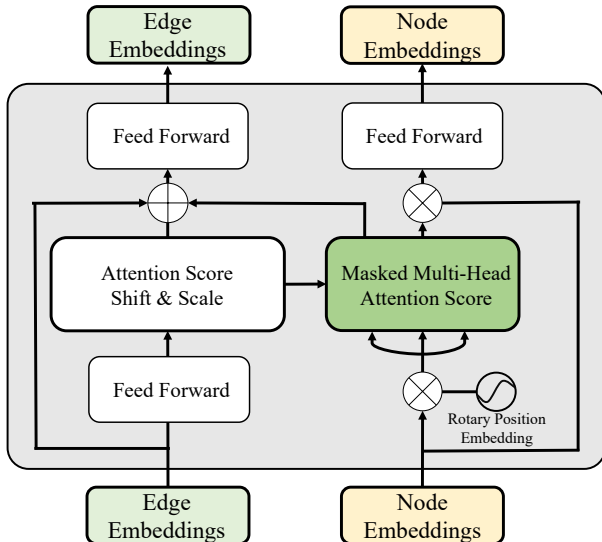 Edge
Embeddings
Node
Embeddings
Feed Forward
Feed Forward
Attention Score
Shift & Scale
Masked Multi-Head
Attention Score
Feed Forward
Rotary Position
Embedding
Edge
Embeddings
Node
Embeddings